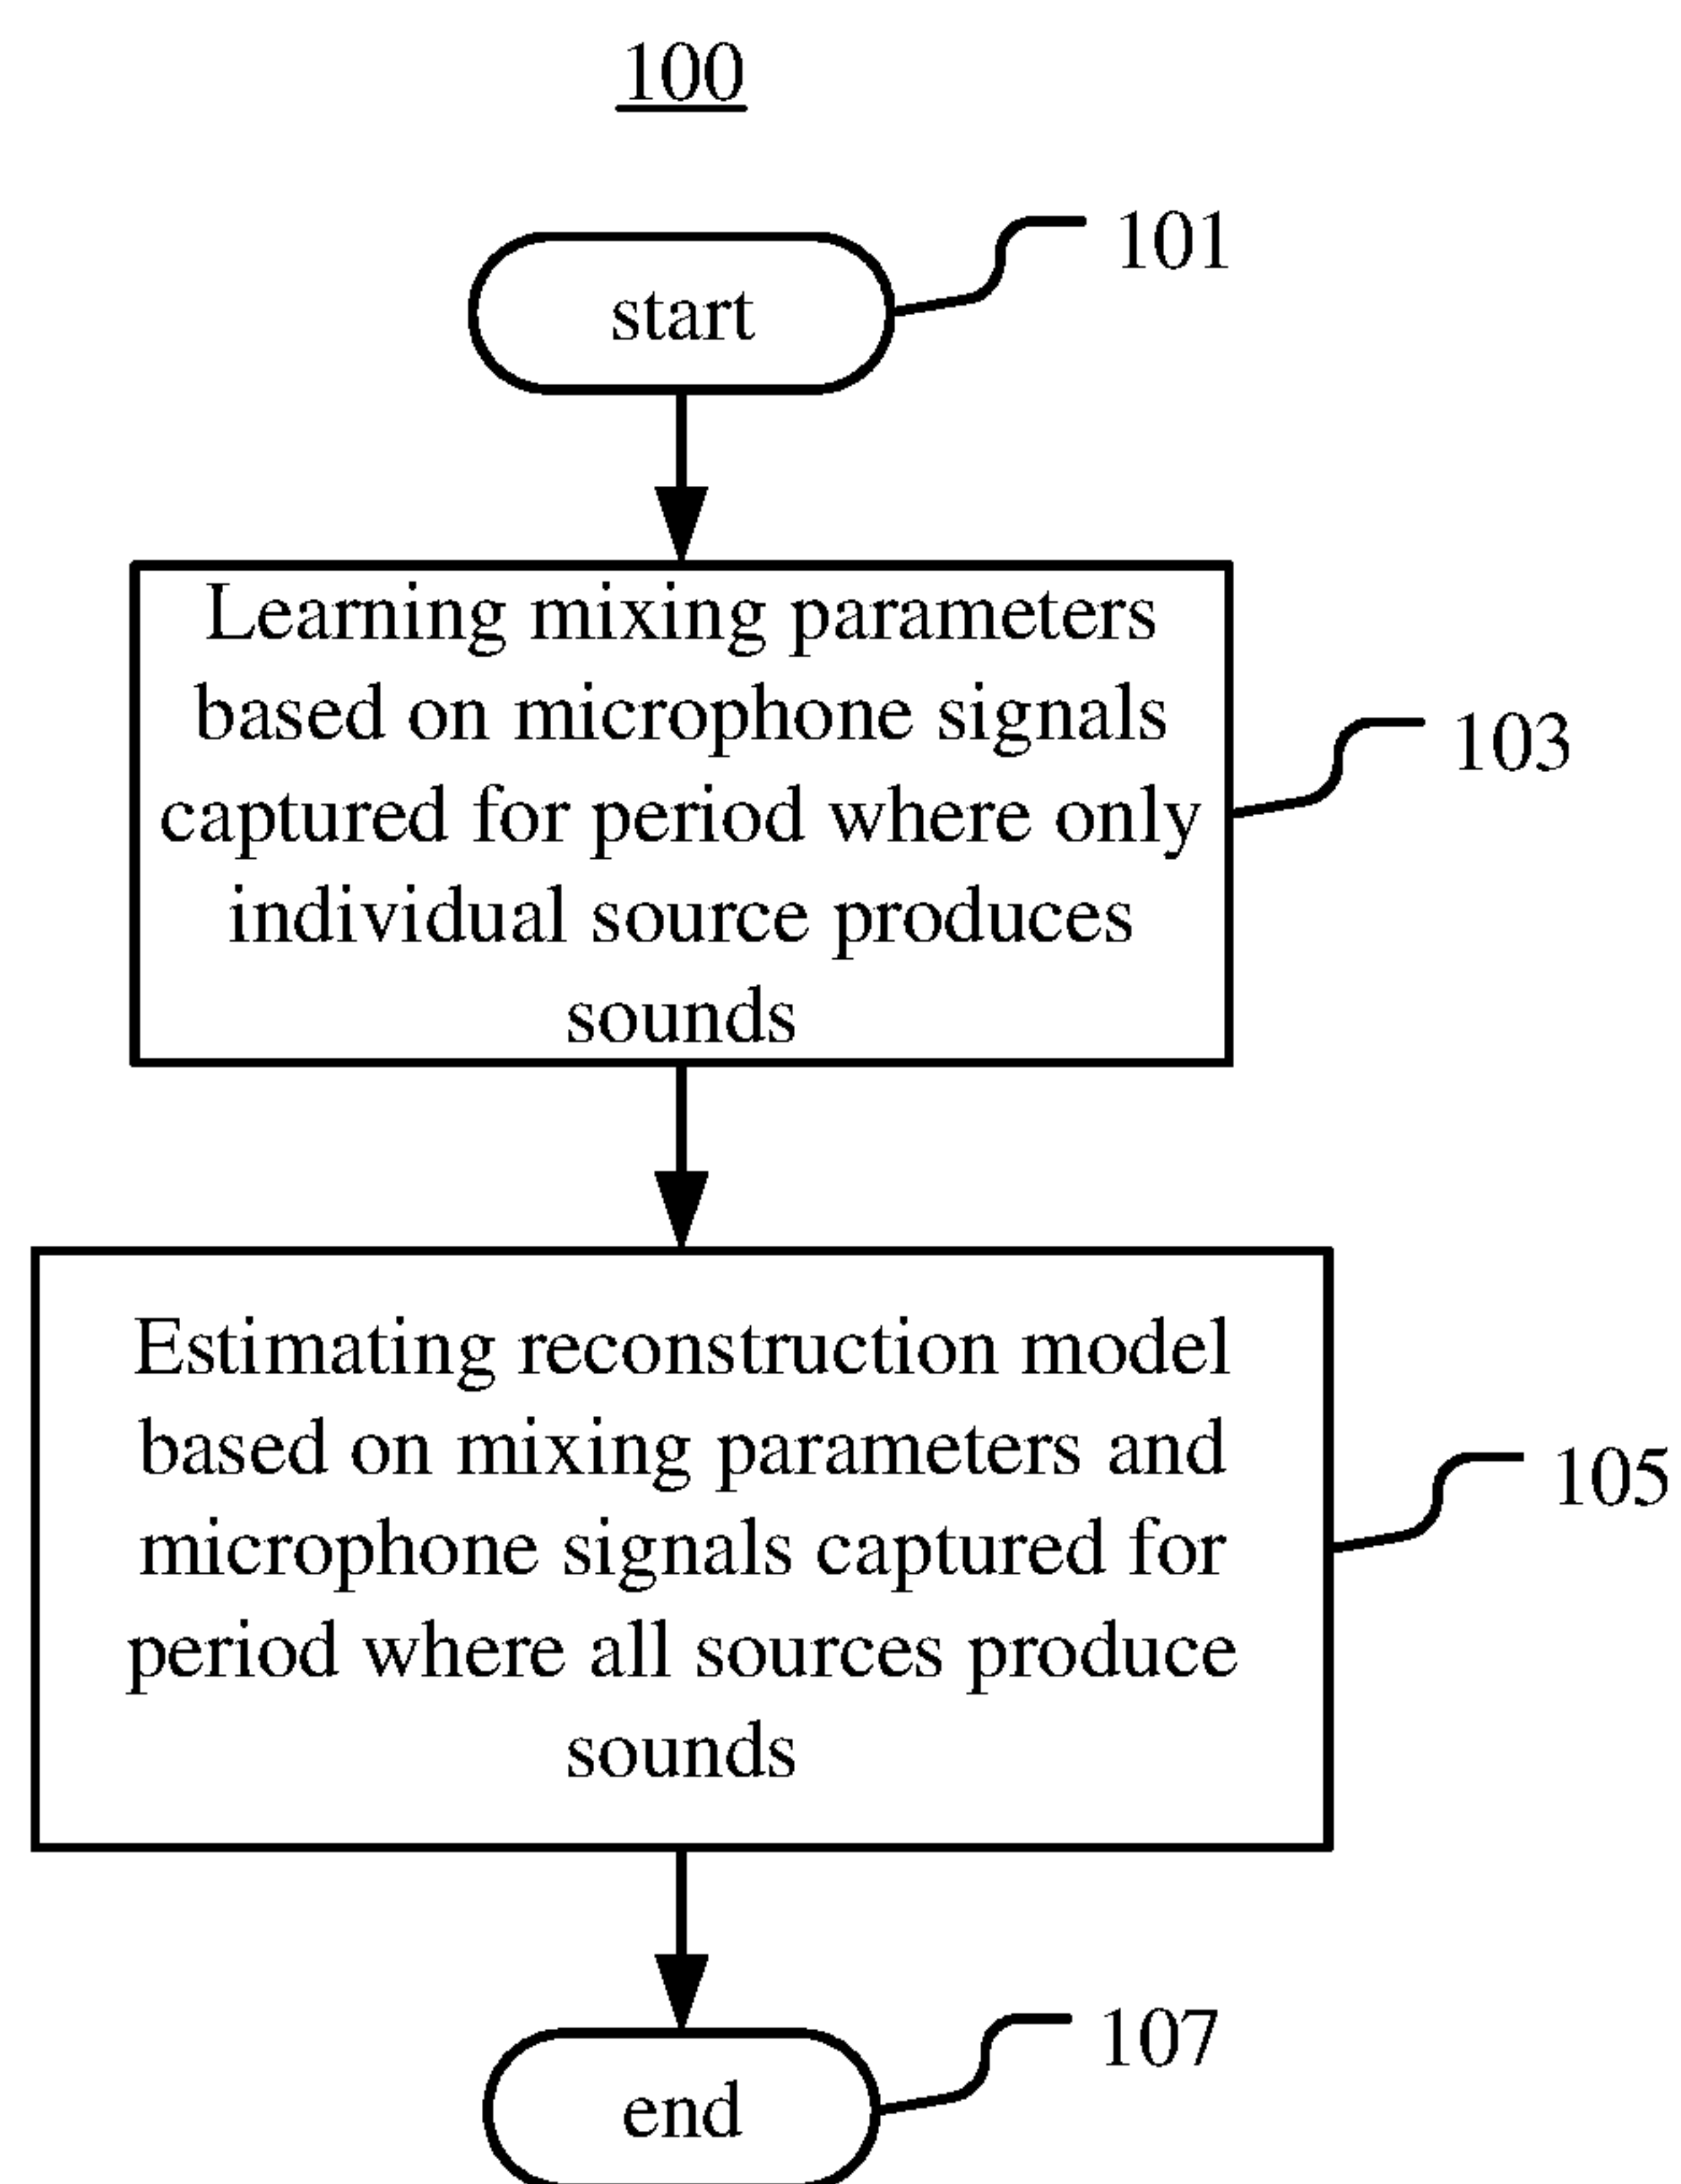 100
start
101
Learning mixing parameters
based on microphone signals
captured for period where only
individual source produces
sounds
103
Estimating reconstruction model
based on mixing parameters and
microphone signals captured for
period where all sources produce
sounds
105
end
107